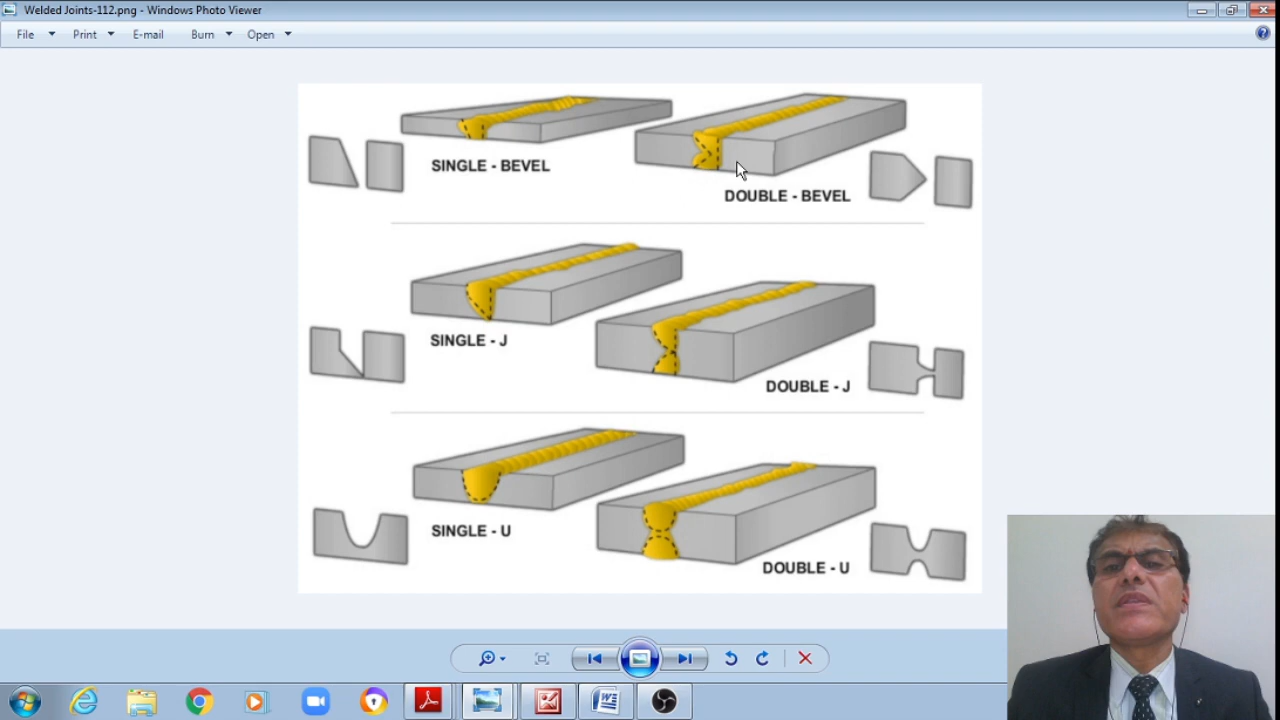 Welded Joints-112.png - Windows Photo Viewer
File Print E-mail Burn Open
SINGLE - BEVEL
DOUBLE - BEVEL
SINGLE - J
DOUBLE - J
SINGLE - U
DOUBLE - U